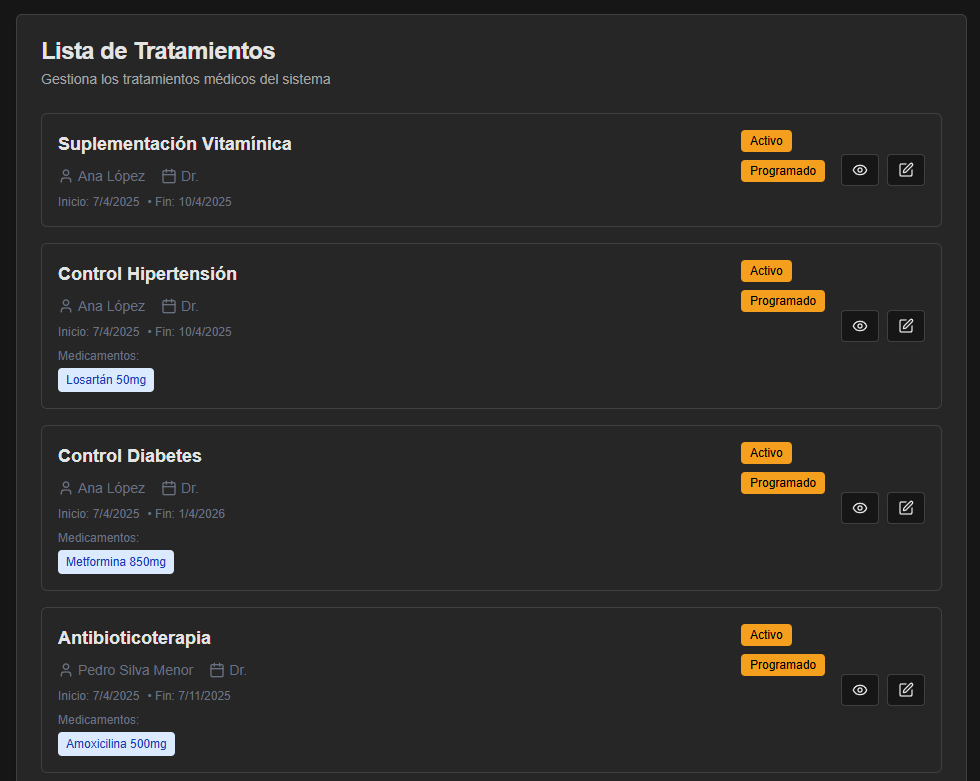 Lista de Tratamientos
Gestiona los tratamientos médicos del sistema
Suplementación Vitamínica
Activo
Programado
Ana López Dr.
Inicio: 7/4/2025 • Fin: 10/4/2025
Control Hipertensión
Activo
Programado
Ana López Dr.
Inicio: 7/4/2025 • Fin: 10/4/2025
Medicamentos:
Losartán 50mg
Control Diabetes
Activo
Programado
Ana López Dr.
Inicio: 7/4/2025 • Fin: 1/4/2026
Medicamentos:
Metformina 850mg
Antibioticoterapia
Activo
Programado
Pedro Silva Menor Dr.
Inicio: 7/4/2025 • Fin: 7/11/2025
Medicamentos:
Amoxicilina 500mg